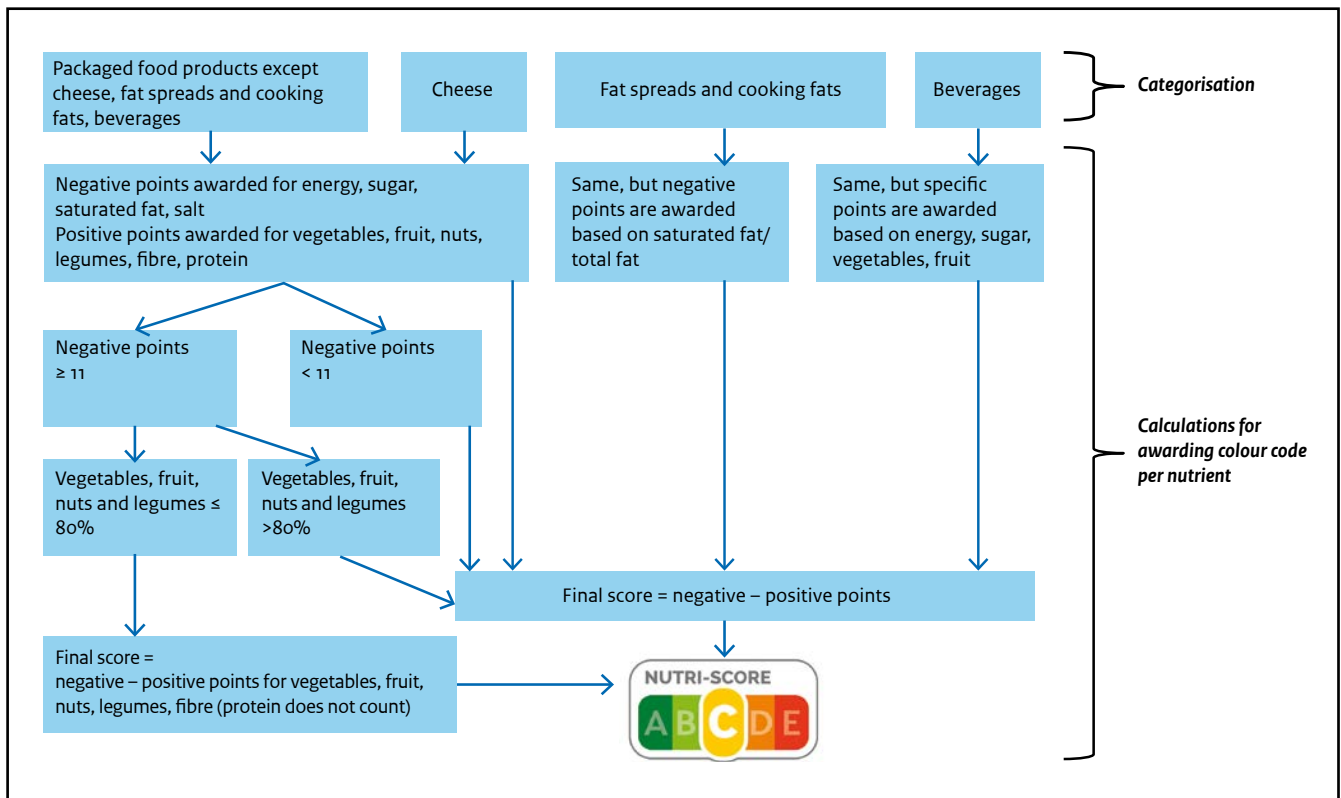 Packaged food products except
cheese, fat spreads and cooking
fats, beverages
Cheese
Fat spreads and cooking fats
Beverages
Categorisation
Negative points awarded for energy, sugar,
saturated fat, salt
Positive points awarded for vegetables, fruit, nuts,
legumes, fibre, protein
Same, but negative
points are awarded
based on saturated fat/
total fat
Same, but specific
points are awarded
based on energy, sugar,
vegetables, fruit
Negative points
≥ 11
Negative points
< 11
Calculations for
awarding colour code
per nutrient
Vegetables, fruit,
nuts and legumes ≤
80%
Vegetables, fruit,
nuts and legumes
>80%
Final score = negative – positive points
Final score =
negative – positive points for vegetables, fruit,
nuts, legumes, fibre (protein does not count)
NUTRI-SCORE
A B C D E